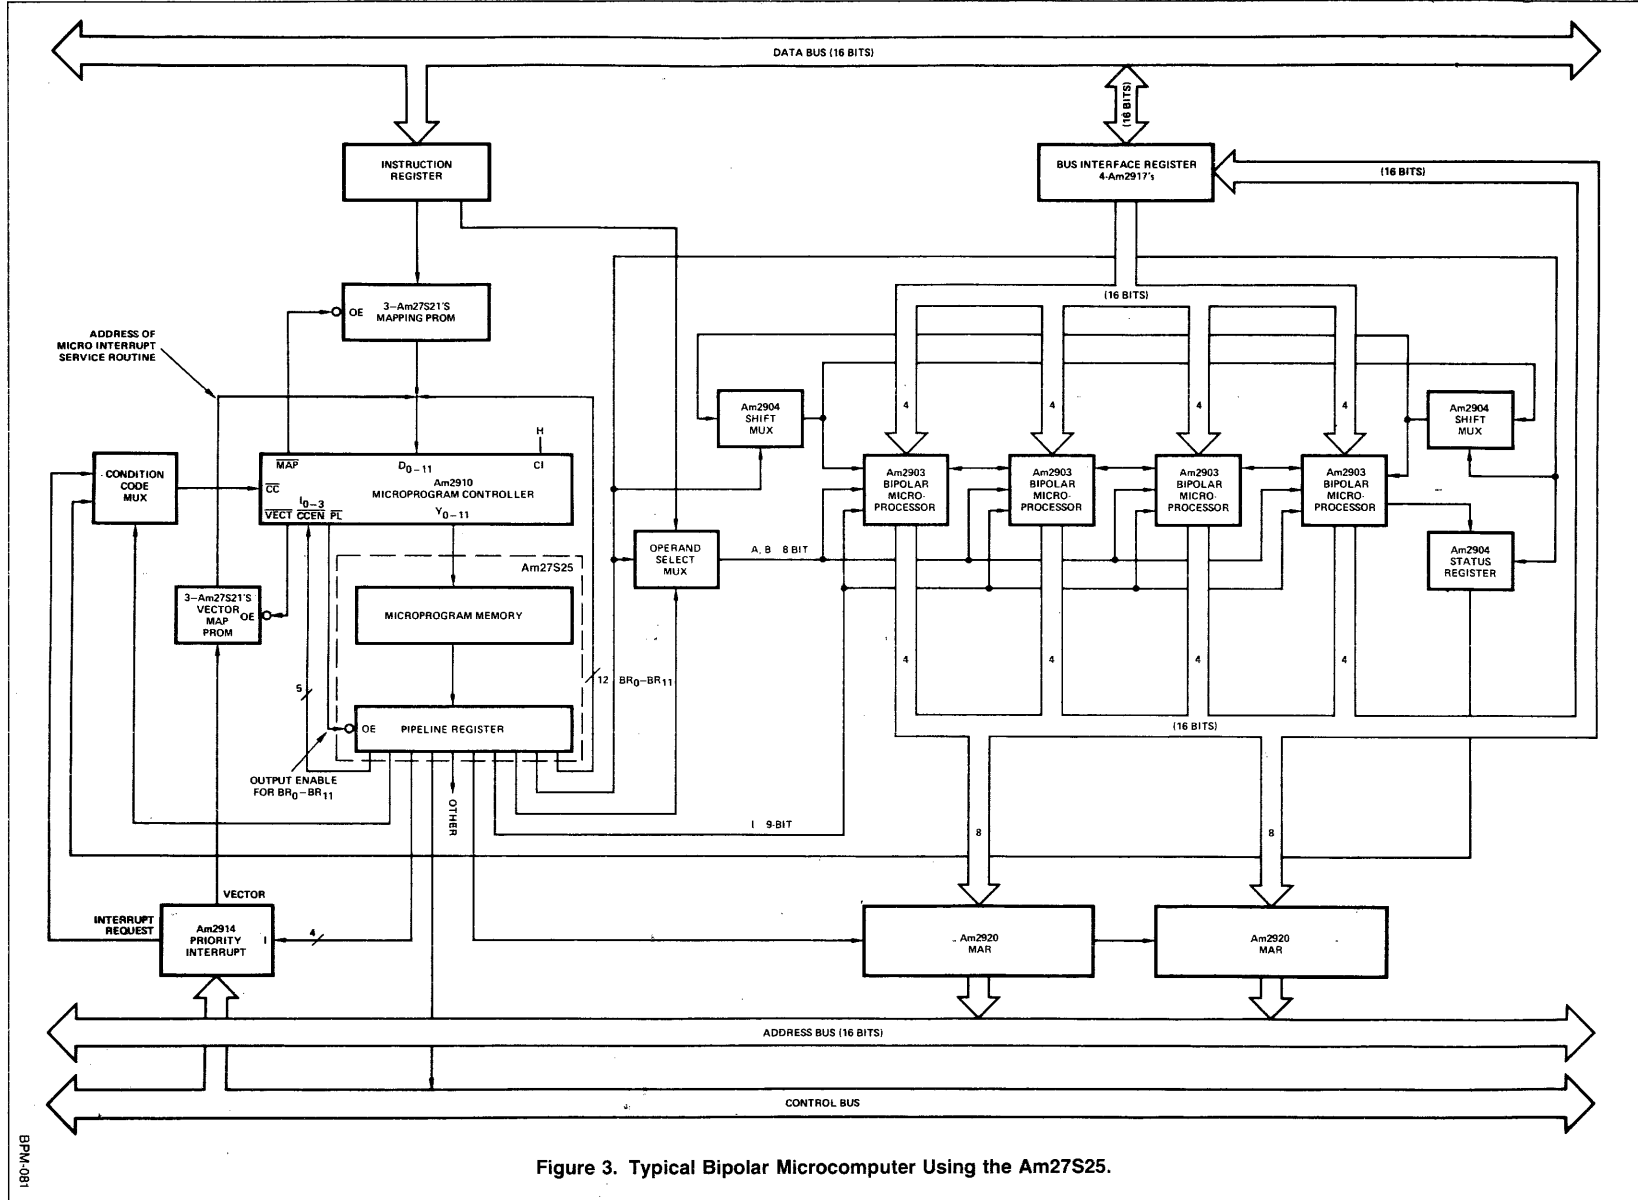 DATA BUS (16 BITS)
(16 BITS)
INSTRUCTION
REGISTER
BUS INTERFACE REGISTER
4-Am2917's
(16 BITS)
(16 BITS)
3–Am27S21'S
MAPPING PROM
OE
ADDRESS OF
MICRO INTERRUPT
SERVICE ROUTINE
Am2904
SHIFT
MUX
4
4
4
4
Am2904
SHIFT
MUX
H
CONDITION
CODE
MUX
MAP
D0–11
CI
Am2910
MICROPROGRAM CONTROLLER
CC
I0–3
VECT CCEN PL
Y0–11
Am2903
BIPOLAR
MICRO-
PROCESSOR
Am2903
BIPOLAR
MICRO-
PROCESSOR
Am2903
BIPOLAR
MICRO-
PROCESSOR
Am2903
BIPOLAR
MICRO-
PROCESSOR
OPERAND
SELECT
MUX
A, B 8 BIT
Am2904
STATUS
REGISTER
Am27S25
3–Am27S21'S
VECTOR
MAP
PROM
OE
MICROPROGRAM MEMORY
5
12 BR0–BR11
4
4
4
4
OE
PIPELINE REGISTER
(16 BITS)
OUTPUT ENABLE
FOR BR0–BR11
OTHER
I 9-BIT
8
8
VECTOR
INTERRUPT
REQUEST
Am2914
PRIORITY
INTERRUPT
I
4
Am2920
MAR
Am2920
MAR
ADDRESS BUS (16 BITS)
CONTROL BUS
BPM-081
Figure 3. Typical Bipolar Microcomputer Using the Am27S25.